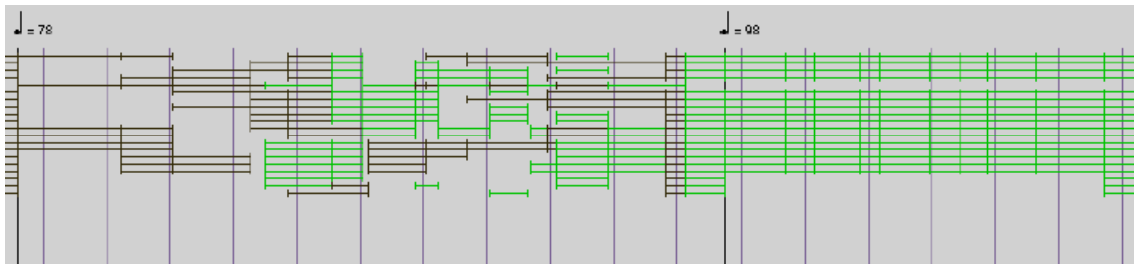 = 78
= 98